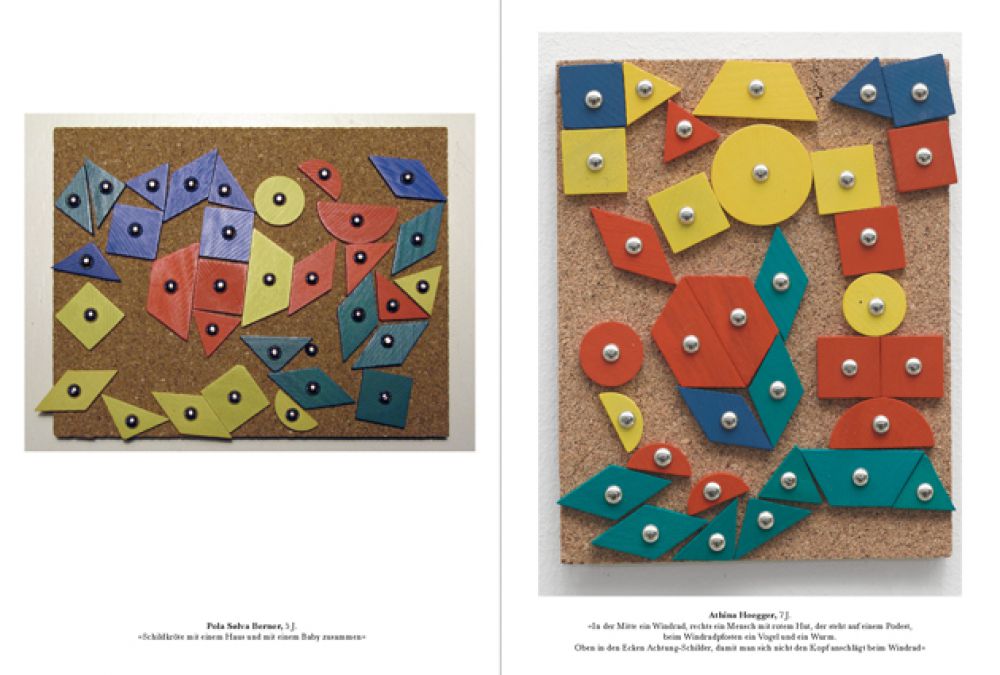 Pola Sølva Berner, 5 J.
«Schildkröte mit einem Haus und mit einem Baby zusammen»
Athina Hoegger, 7 J.
«In der Mitte ein Windrad, rechts ein Mensch mit rotem Hut, der steht auf einem Podest,
beim Windradpfosten ein Vogel und ein Wurm.
Oben in den Ecken Achtung-Schilder, damit man sich nicht den Kopf anschlägt beim Windrad»